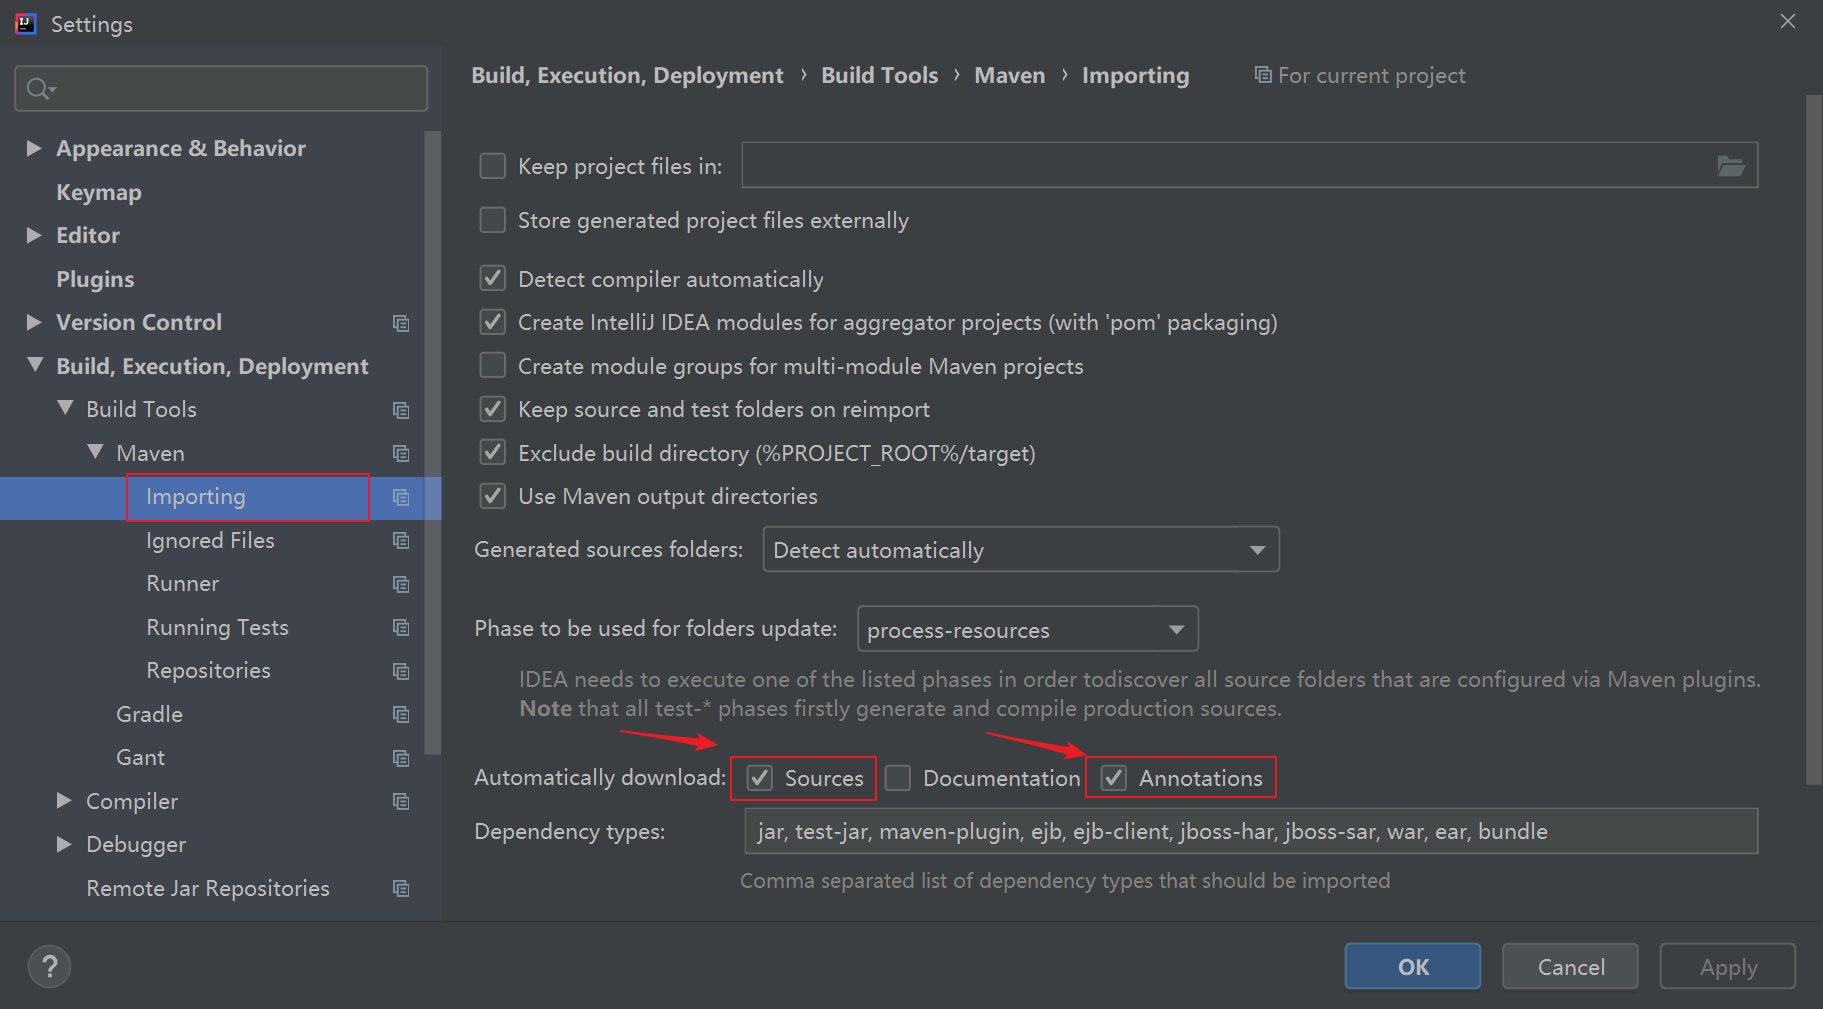 Settings
Appearance & Behavior
Keymap
Editor
Plugins
Version Control
Build, Execution, Deployment
Build Tools
Maven
Importing
Ignored Files
Runner
Running Tests
Repositories
Gradle
Gant
Compiler
Debugger
Remote Jar Repositories
Build, Execution, Deployment › Build Tools › Maven › Importing For current project
Keep project files in:
Store generated project files externally
Detect compiler automatically
Create IntelliJ IDEA modules for aggregator projects (with 'pom' packaging)
Create module groups for multi-module Maven projects
Keep source and test folders on reimport
Exclude build directory (%PROJECT_ROOT%/target)
Use Maven output directories
Generated sources folders: Detect automatically
Phase to be used for folders update: process-resources
IDEA needs to execute one of the listed phases in order todiscover all source folders that are configured via Maven plugins.
Note that all test-* phases firstly generate and compile production sources.
Automatically download: Sources Documentation Annotations
Dependency types: jar, test-jar, maven-plugin, ejb, ejb-client, jboss-har, jboss-sar, war, ear, bundle
Comma separated list of dependency types that should be imported
? OK Cancel Apply